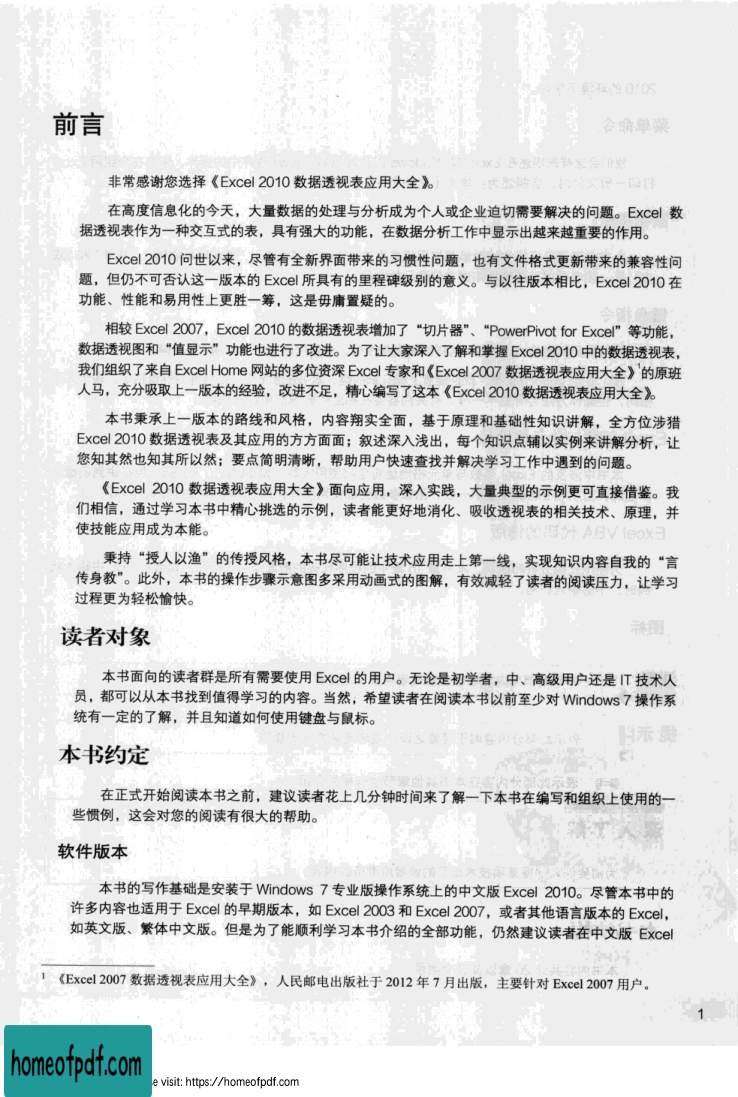 前言
非常感谢您选择《Excel 2010 数据透视表应用大全》。
在高度信息化的今天，大量数据的处理与分析成为个人或企业迫切需要解决的问题。Excel 数
据透视表作为一种交互式的表，具有强大的功能，在数据分析工作中显示出越来越重要的作用。
Excel 2010 问世以来，尽管有全新界面带来的习惯性问题，也有文件格式更新带来的兼容性问
题，但仍不可否认这一版本的 Excel 所具有的里程碑级别的意义。与以往版本相比，Excel 2010 在
功能、性能和易用性上更胜一筹，这是毋庸置疑的。
相较 Excel 2007，Excel 2010 的数据透视表增加了“切片器”、“PowerPivot for Excel”等功能，
数据透视图和“值显示”功能也进行了改进。为了让大家深入了解和掌握 Excel 2010 中的数据透视表，
我们组织了来自 Excel Home 网站的多位资深 Excel 专家和《Excel 2007 数据透视表应用大全》¹的原班
人马，充分吸取上一版本的经验，改进不足，精心编写了这本《Excel 2010 数据透视表应用大全》。
本书秉承上一版本的路线和风格，内容翔实全面，基于原理和基础性知识讲解，全方位涉猎
Excel 2010 数据透视表及其应用的方方面面；叙述深入浅出，每个知识点辅以实例来讲解分析，让
您知其然也知其所以然；要点简明清晰，帮助用户快速查找并解决学习工作中遇到的问题。
《Excel 2010 数据透视表应用大全》面向应用，深入实践，大量典型的示例更可直接借鉴。我
们相信，通过学习本书中精心挑选的示例，读者能更好地消化、吸收透视表的相关技术、原理，并
使技能应用成为本能。
秉持“授人以渔”的传授风格，本书尽可能让技术应用走上第一线，实现知识内容自我的“言
传身教”。此外，本书的操作步骤示意图多采用动画式的图解，有效减轻了读者的阅读压力，让学习
过程更为轻松愉快。
读者对象
本书面向的读者群是所有需要使用 Excel 的用户。无论是初学者，中、高级用户还是 IT 技术人
员，都可以从本书找到值得学习的内容。当然，希望读者在阅读本书以前至少对 Windows 7 操作系
统有一定的了解，并且知道如何使用键盘与鼠标。
本书约定
在正式开始阅读本书之前，建议读者花上几分钟时间来了解一下本书在编写和组织上使用的一
些惯例，这会对您的阅读有很大的帮助。
软件版本
本书的写作基础是安装于 Windows 7 专业版操作系统上的中文版 Excel 2010。尽管本书中的
许多内容也适用于 Excel 的早期版本，如 Excel 2003 和 Excel 2007，或者其他语言版本的 Excel，
如英文版、繁体中文版。但是为了能顺利学习本书介绍的全部功能，仍然建议读者在中文版 Excel
¹ 《Excel 2007 数据透视表应用大全》，人民邮电出版社于 2012 年 7 月出版，主要针对 Excel 2007 用户。
1
homeofpdf.com
e visit: https://homeofpdf.com